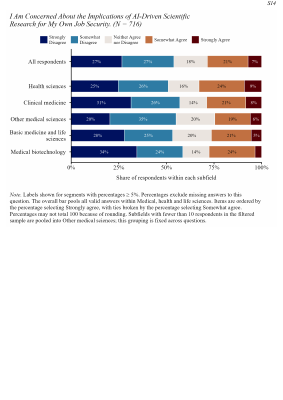 S14
I Am Concerned About the Implications of AI-Driven Scientific
Research for My Own Job Security. (N = 716)
Strongly Disagree
Somewhat Disagree
Neither Agree nor Disagree
Somewhat Agree
Strongly Agree
All respondents 27% 27% 18% 22% 7%
Health sciences 25% 26% 16% 24% 9%
Clinical medicine 31% 26% 14% 21% 8%
Other medical sciences 20% 35% 20% 19% 6%
Basic medicine and life sciences 28% 25% 20% 21% 5%
Medical biotechnology 34% 24% 14% 24%
0% 25% 50% 75% 100%
Share of respondents within each subfield
Note. Labels shown for segments with percentages ≥ 5%. Percentages exclude missing answers to this
question. The overall bar pools all valid answers within Medical, health and life sciences. Items are ordered by
the percentage selecting Strongly agree, with ties broken by the percentage selecting Somewhat agree.
Percentages may not total 100 because of rounding. Subfields with fewer than 10 respondents in the filtered
sample are pooled into Other medical sciences; this grouping is fixed across questions.